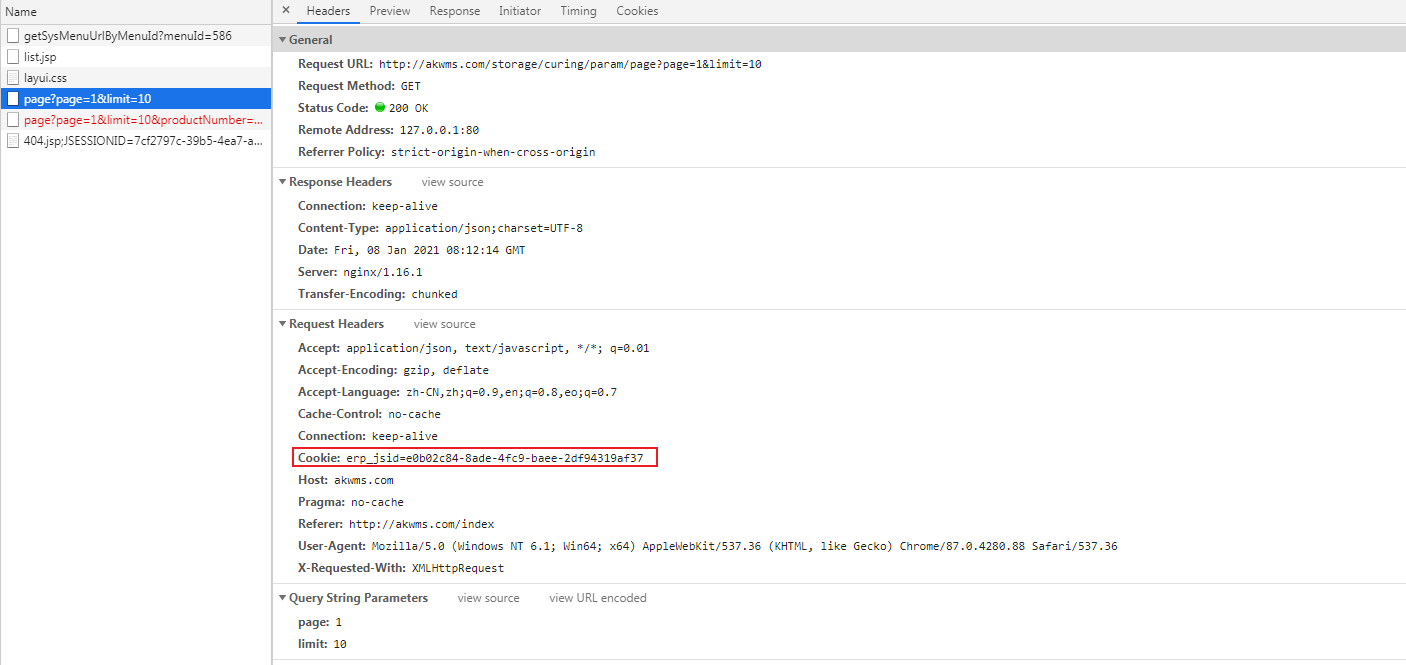 Name
getSysMenuUrlByMenuId?menuId=586
list.jsp
layui.css
page?page=1&limit=10
page?page=1&limit=10&productNumber=...
404.jsp;JSESSIONID=7cf2797c-39b5-4ea7-a...
× Headers Preview Response Initiator Timing Cookies
General
Request URL: http://akwms.com/storage/curing/param/page?page=1&limit=10
Request Method: GET
Status Code: 200 OK
Remote Address: 127.0.0.1:80
Referrer Policy: strict-origin-when-cross-origin
Response Headers view source
Connection: keep-alive
Content-Type: application/json;charset=UTF-8
Date: Fri, 08 Jan 2021 08:12:14 GMT
Server: nginx/1.16.1
Transfer-Encoding: chunked
Request Headers view source
Accept: application/json, text/javascript, */*; q=0.01
Accept-Encoding: gzip, deflate
Accept-Language: zh-CN,zh;q=0.9,en;q=0.8,eo;q=0.7
Cache-Control: no-cache
Connection: keep-alive
Cookie: erp_jsid=e0b02c84-8ade-4fc9-baee-2df94319af37
Host: akwms.com
Pragma: no-cache
Referer: http://akwms.com/index
User-Agent: Mozilla/5.0 (Windows NT 6.1; Win64; x64) AppleWebKit/537.36 (KHTML, like Gecko) Chrome/87.0.4280.88 Safari/537.36
X-Requested-With: XMLHttpRequest
Query String Parameters view source view URL encoded
page: 1
limit: 10